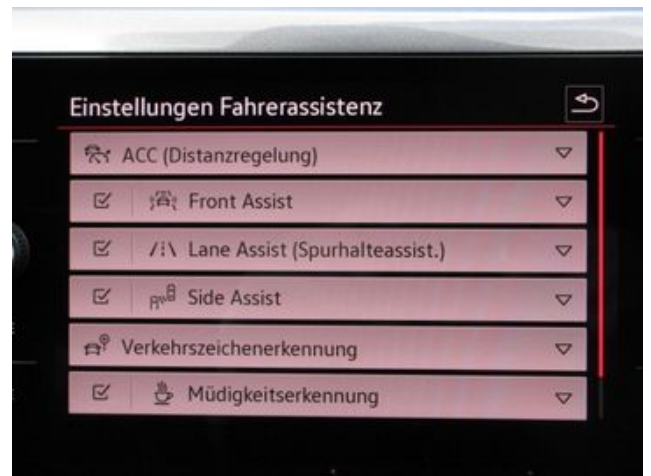 Einstellungen Fahrerassistenz
ACC (Distanzregelung)
Front Assist
Lane Assist (Spurhalteassist.)
Side Assist
Verkehrszeichenerkennung
Müdigkeitserkennung